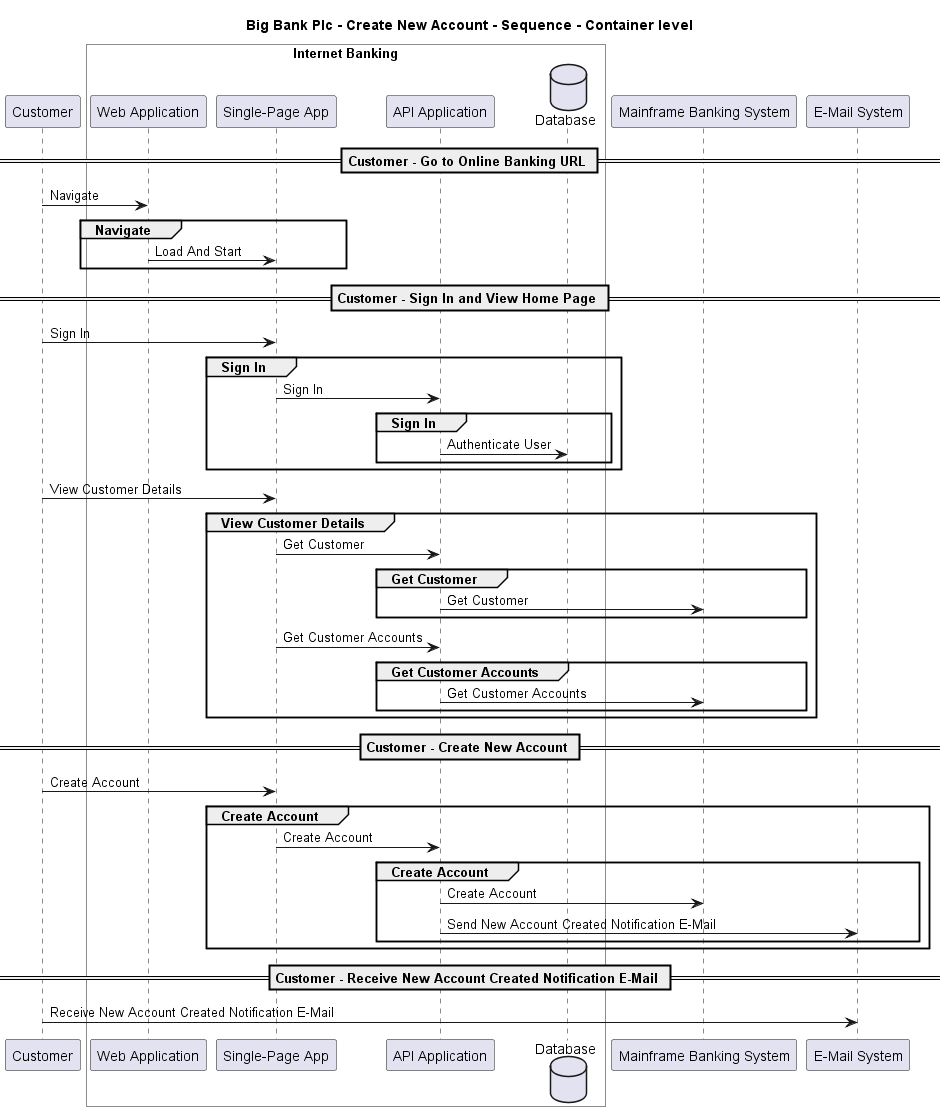 Big Bank Plc - Create New Account - Sequence - Container level
Internet Banking
Customer
Web Application
Single-Page App
API Application
Database
Mainframe Banking System
E-Mail System
Customer - Go to Online Banking URL
Navigate
Navigate
Load And Start
Customer - Sign In and View Home Page
Sign In
Sign In
Sign In
Sign In
Authenticate User
View Customer Details
View Customer Details
Get Customer
Get Customer
Get Customer
Get Customer Accounts
Get Customer Accounts
Get Customer Accounts
Customer - Create New Account
Create Account
Create Account
Create Account
Create Account
Create Account
Send New Account Created Notification E-Mail
Customer - Receive New Account Created Notification E-Mail
Receive New Account Created Notification E-Mail
Customer
Web Application
Single-Page App
API Application
Database
Mainframe Banking System
E-Mail System